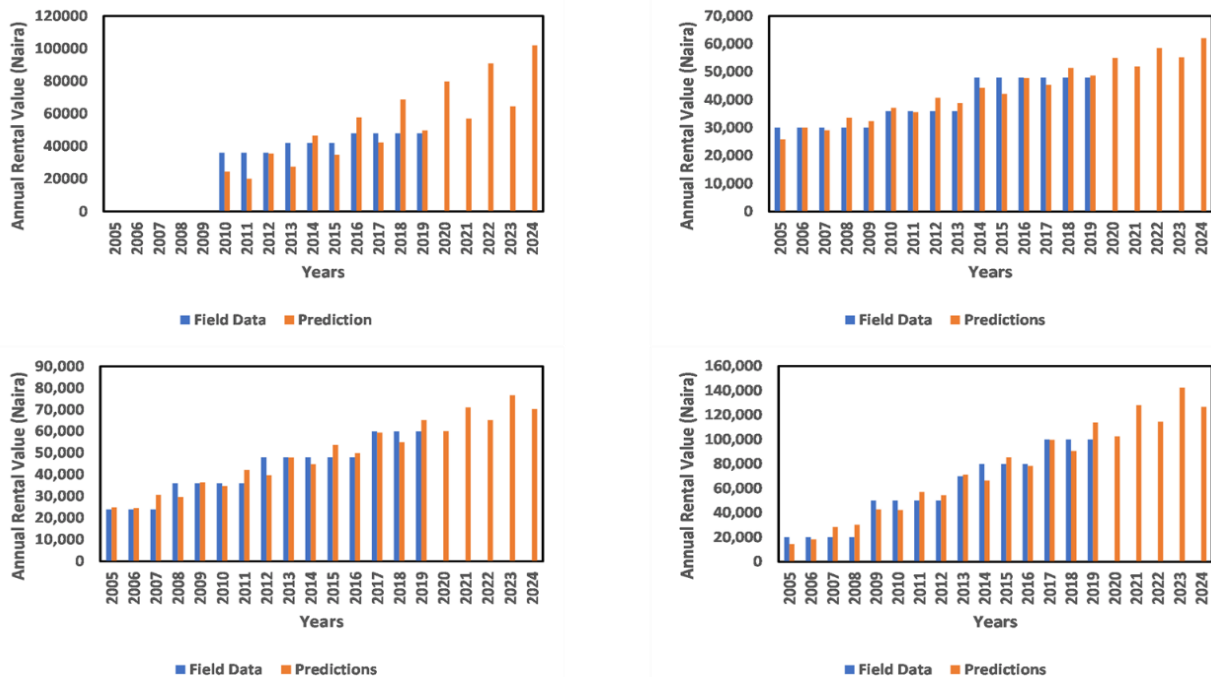 Annual Rental Value (Naira)
120000
100000
80000
60000
40000
20000
0
2005 2006 2007 2008 2009 2010 2011 2012 2013 2014 2015 2016 2017 2018 2019 2020 2021 2022 2023 2024
Years
Field Data Prediction
Annual Rental Value (Naira)
70,000
60,000
50,000
40,000
30,000
20,000
10,000
0
2005 2006 2007 2008 2009 2010 2011 2012 2013 2014 2015 2016 2017 2018 2019 2020 2021 2022 2023 2024
Years
Field Data Predictions
Annual Rental Value (Naira)
90,000
80,000
70,000
60,000
50,000
40,000
30,000
20,000
10,000
0
2005 2006 2007 2008 2009 2010 2011 2012 2013 2014 2015 2016 2017 2018 2019 2020 2021 2022 2023 2024
Years
Field Data Predictions
Annual Rental Value (Naira)
160,000
140,000
120,000
100,000
80,000
60,000
40,000
20,000
0
2005 2006 2007 2008 2009 2010 2011 2012 2013 2014 2015 2016 2017 2018 2019 2020 2021 2022 2023 2024
Years
Field Data Predictions